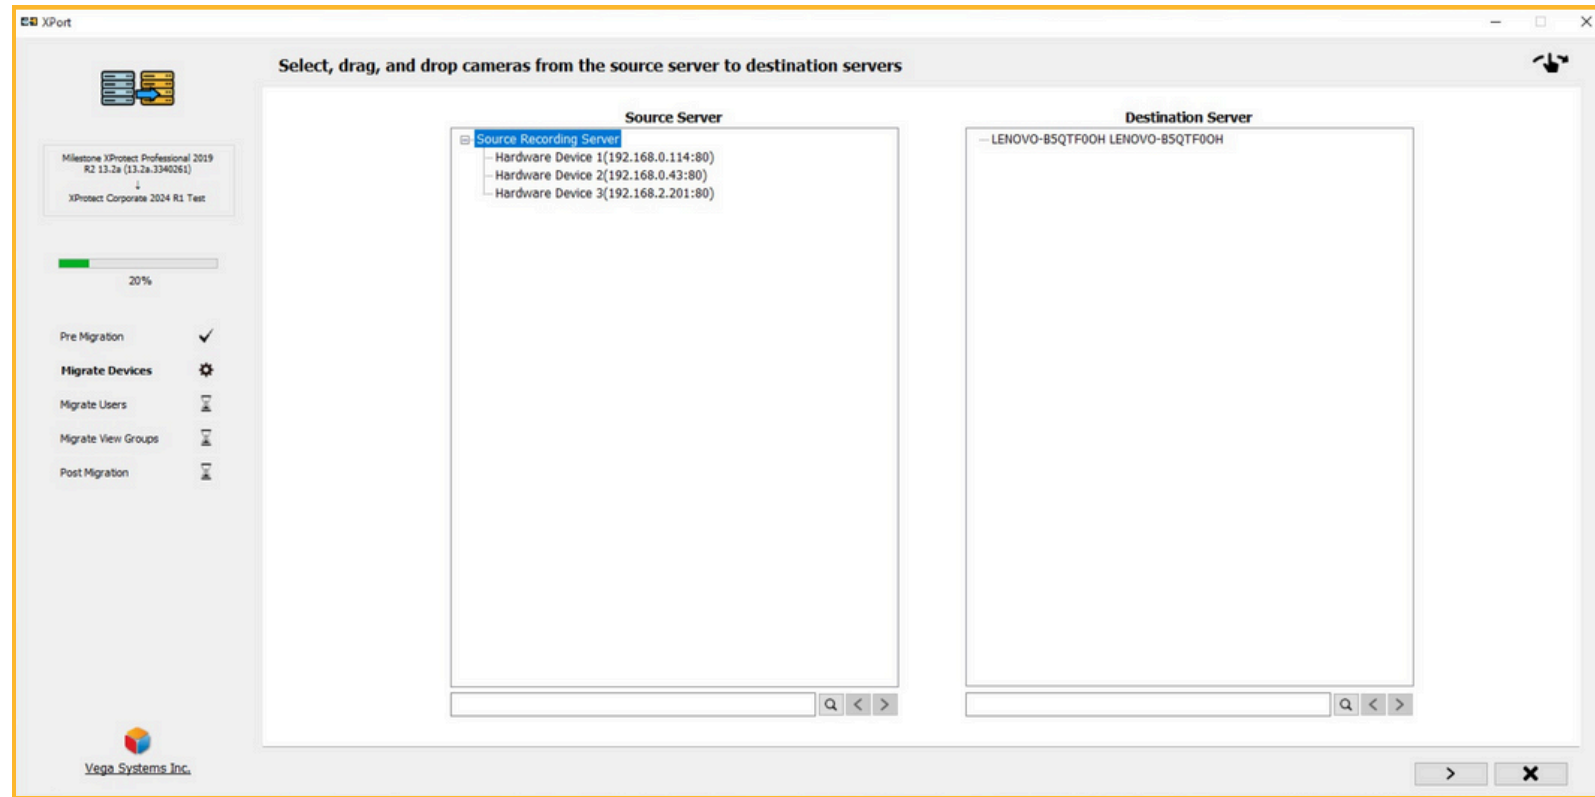 XPort
Select, drag, and drop cameras from the source server to destination servers
Milestone XProtect Professional 2019
R2 13.2a (13.2a.3340261)
↓
XProtect Corporate 2024 R1 Test
20%
Pre Migration
Migrate Devices
Migrate Users
Migrate View Groups
Post Migration
Vega Systems Inc.
Source Server
Source Recording Server
Hardware Device 1(192.168.0.114:80)
Hardware Device 2(192.168.0.43:80)
Hardware Device 3(192.168.2.201:80)
Destination Server
LENOVO-B5QTF0OH LENOVO-B5QTF0OH